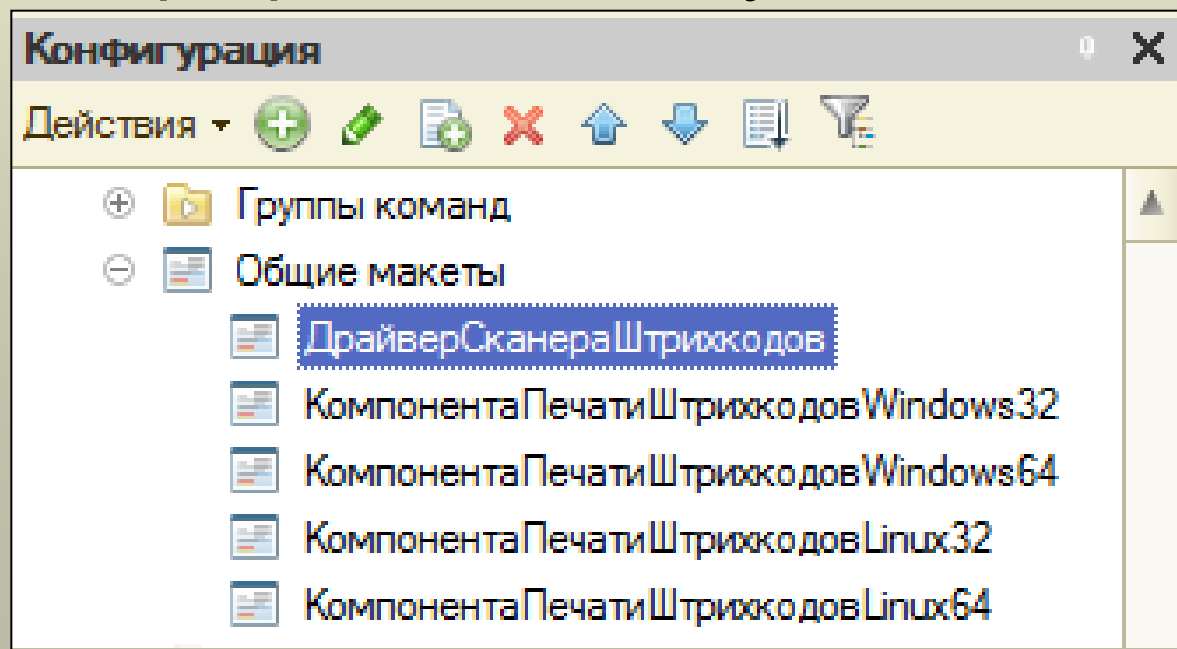 Конфигурация
Действия
Группы команд
Общие макеты
ДрайверСканераШтрихкодов
КомпонентаПечатиШтрихкодовWindows32
КомпонентаПечатиШтрихкодовWindows64
КомпонентаПечатиШтрихкодовLinux32
КомпонентаПечатиШтрихкодовLinux64